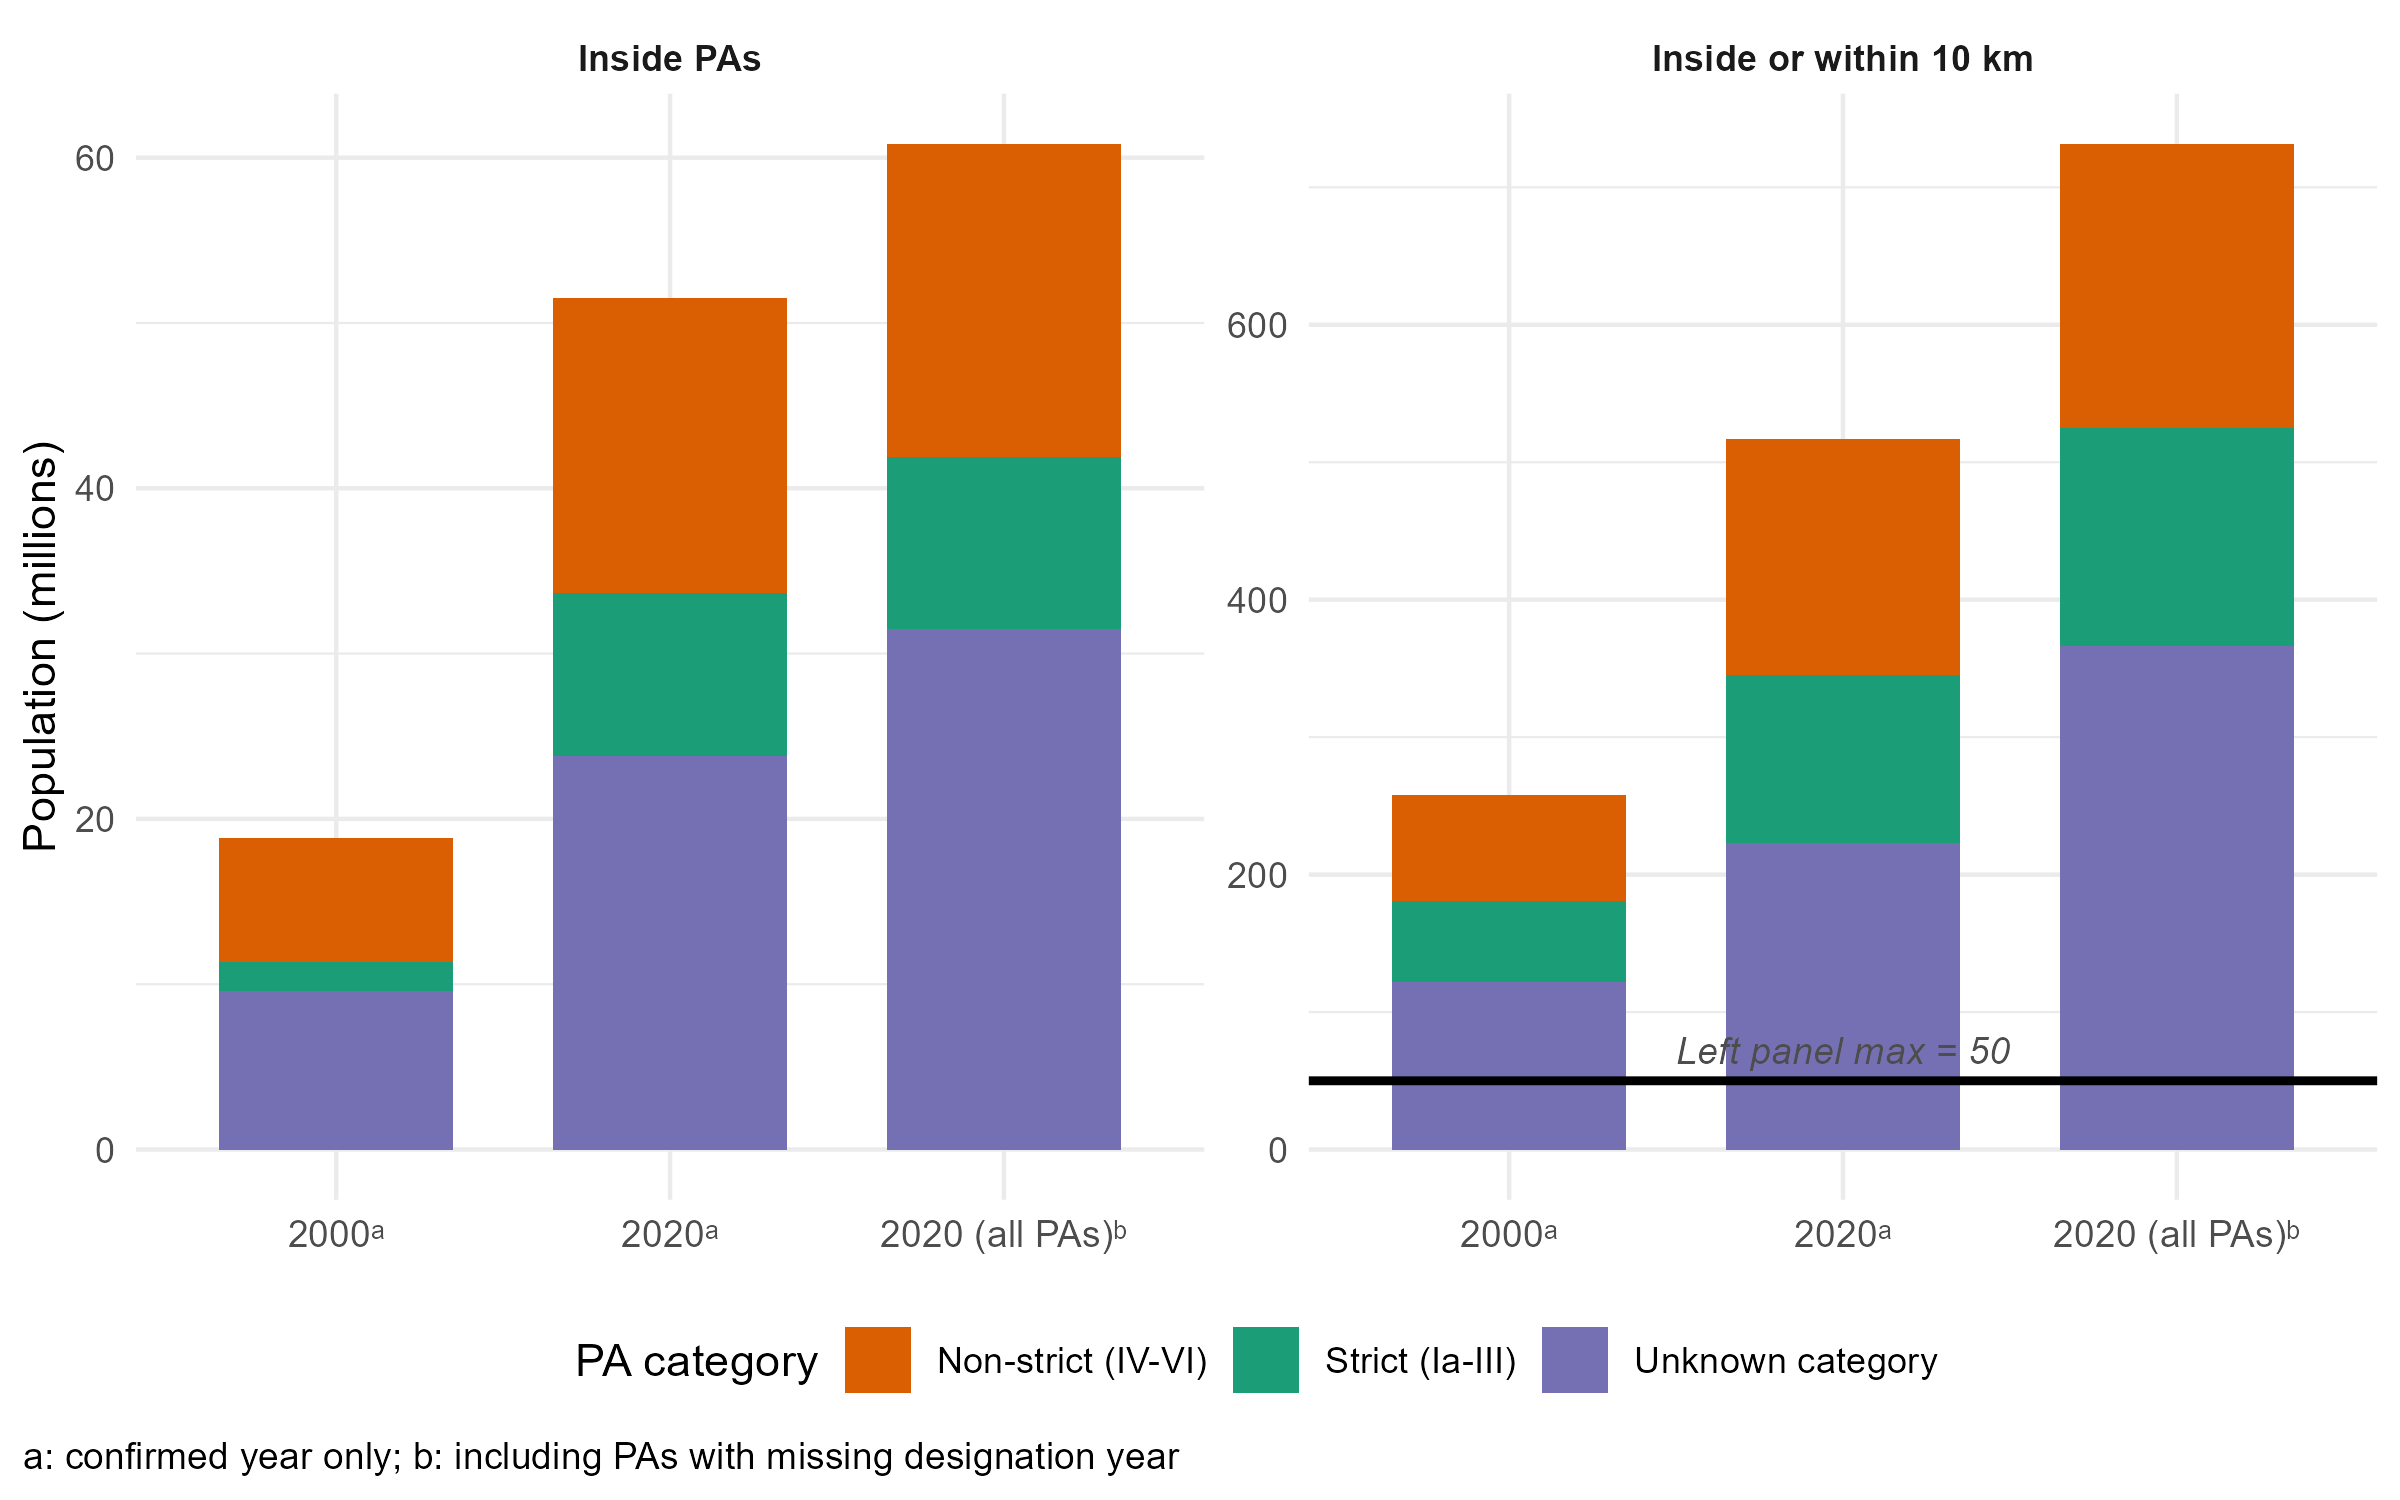 Inside PAs
Inside or within 10 km
Population (millions)
60
40
20
0
600
400
200
0
Left panel max = 50
2000ᵃ
2020ᵃ
2020 (all PAs)ᵇ
2000ᵃ
2020ᵃ
2020 (all PAs)ᵇ
PA category
Non-strict (IV-VI)
Strict (Ia-III)
Unknown category
a: confirmed year only; b: including PAs with missing designation year